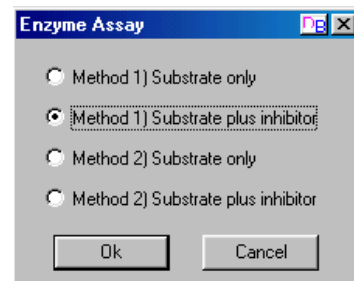 Enzyme Assay
DB
Method 1) Substrate only
Method 1) Substrate plus inhibitor
Method 2) Substrate only
Method 2) Substrate plus inhibitor
Ok Cancel